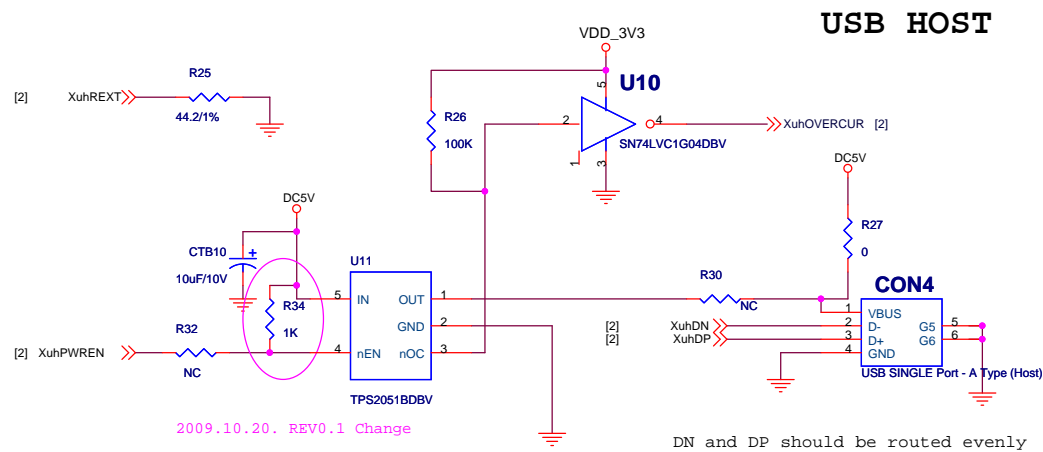 USB HOST
VDD_3V3
R25
[2] XuhREXT
44.2/1%
U10
5
R26
100K
2
4
XuhOVERCUR [2]
SN74LVC1G04DBV
1
3
DC5V
DC5V
R27
0
CTB10
10uF/10V
U11
R34
1K
5 IN OUT 1
GND 2
4 nEN nOC 3
TPS2051BDBV
R30
NC
CON4
1 VBUS
[2] XuhDN 2 D- G5 5
[2] XuhDP 3 D+ G6 6
4 GND
USB SINGLE Port - A Type (Host)
R32
[2] XuhPWREN
NC
2009.10.20. REV0.1 Change
DN and DP should be routed evenly